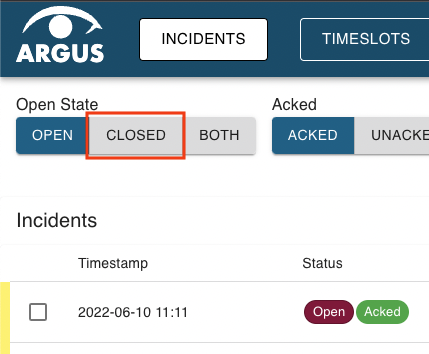 ARGUS
INCIDENTS
TIMESLOTS
Open State
Acked
OPEN
CLOSED
BOTH
ACKED
UNACKE
Incidents
Timestamp
Status
2022-06-10 11:11
Open
Acked